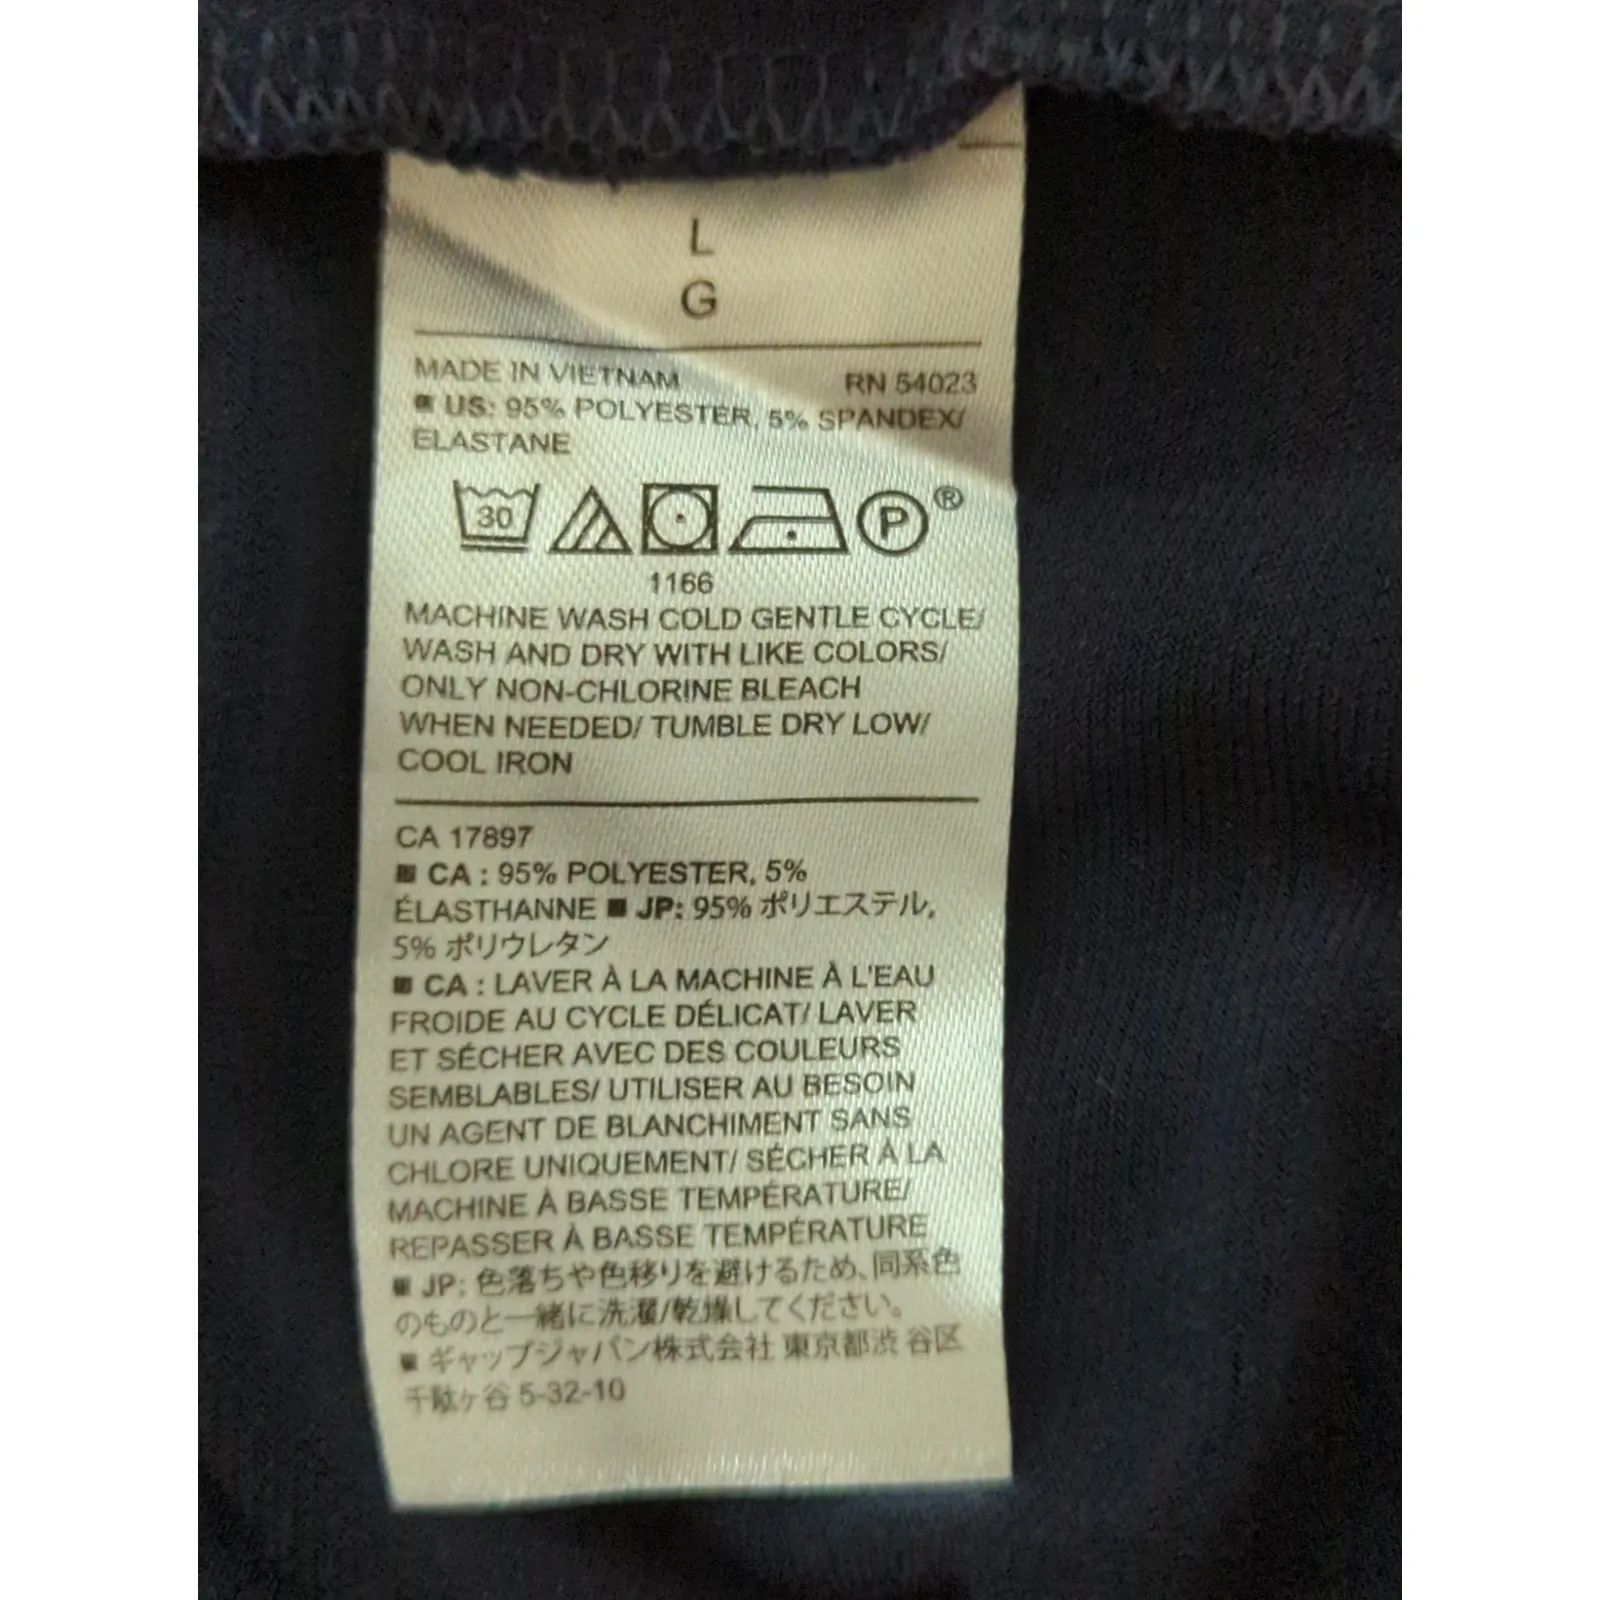 L
G
MADE IN VIETNAM RN 54023
■ US: 95% POLYESTER, 5% SPANDEX/
ELASTANE
30 P ®
1166
MACHINE WASH COLD GENTLE CYCLE/
WASH AND DRY WITH LIKE COLORS/
ONLY NON-CHLORINE BLEACH
WHEN NEEDED/ TUMBLE DRY LOW/
COOL IRON
CA 17897
■ CA : 95% POLYESTER, 5%
ÉLASTHANNE ■ JP: 95% ポリエステル,
5% ポリウレタン
■ CA : LAVER À LA MACHINE À L'EAU
FROIDE AU CYCLE DÉLICAT/ LAVER
ET SÉCHER AVEC DES COULEURS
SEMBLABLES/ UTILISER AU BESOIN
UN AGENT DE BLANCHIMENT SANS
CHLORE UNIQUEMENT/ SÉCHER À LA
MACHINE À BASSE TEMPÉRATURE/
REPASSER À BASSE TEMPÉRATURE
■ JP: 色落ちや色移りを避けるため、同系色
のものと一緒に洗濯/乾燥してください。
■ ギャップジャパン株式会社 東京都渋 谷区
千駄ヶ谷 5-32-10